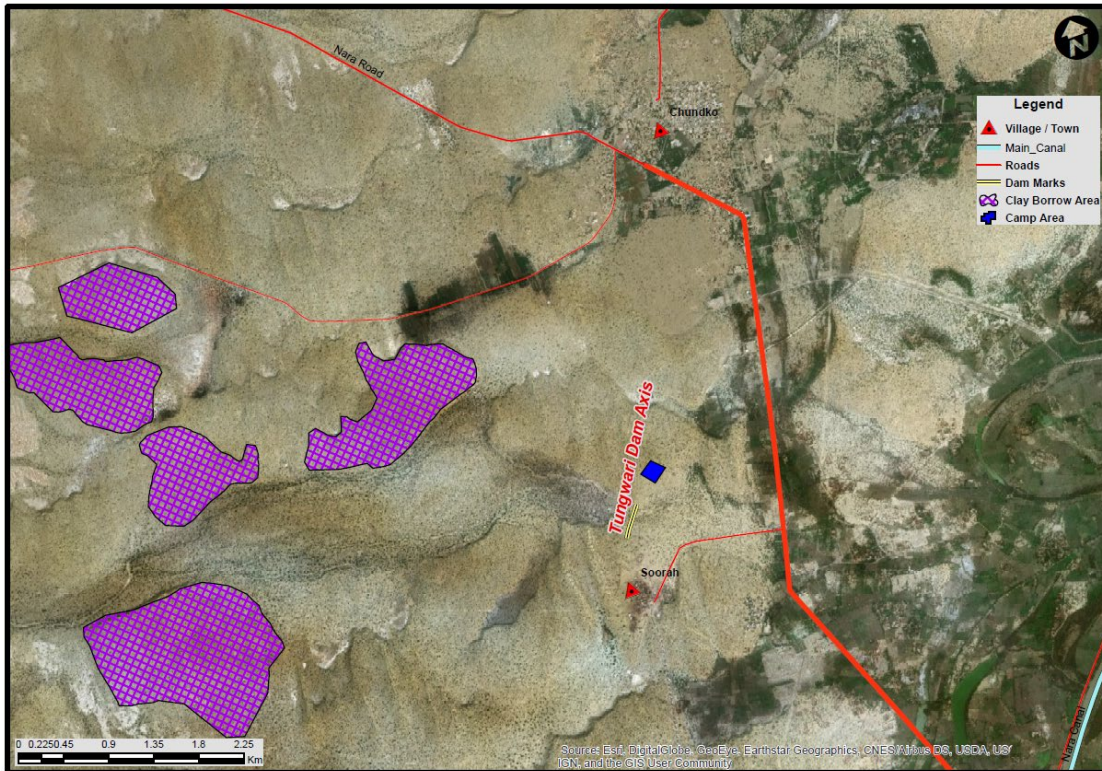 Nara Road
Chundko
N
Legend
Village / Town
Main_Canal
Roads
Dam Marks
Clay Borrow Area
Camp Area
Tungwari Dam Axis
Soorah
Nara Canal
0 0.2250.45 0.9 1.35 1.8 2.25
Km
Source: Esri, DigitalGlobe, GeoEye, Earthstar Geographics, CNES/Airbus DS, USDA, US/
IGN, and the GIS User Community